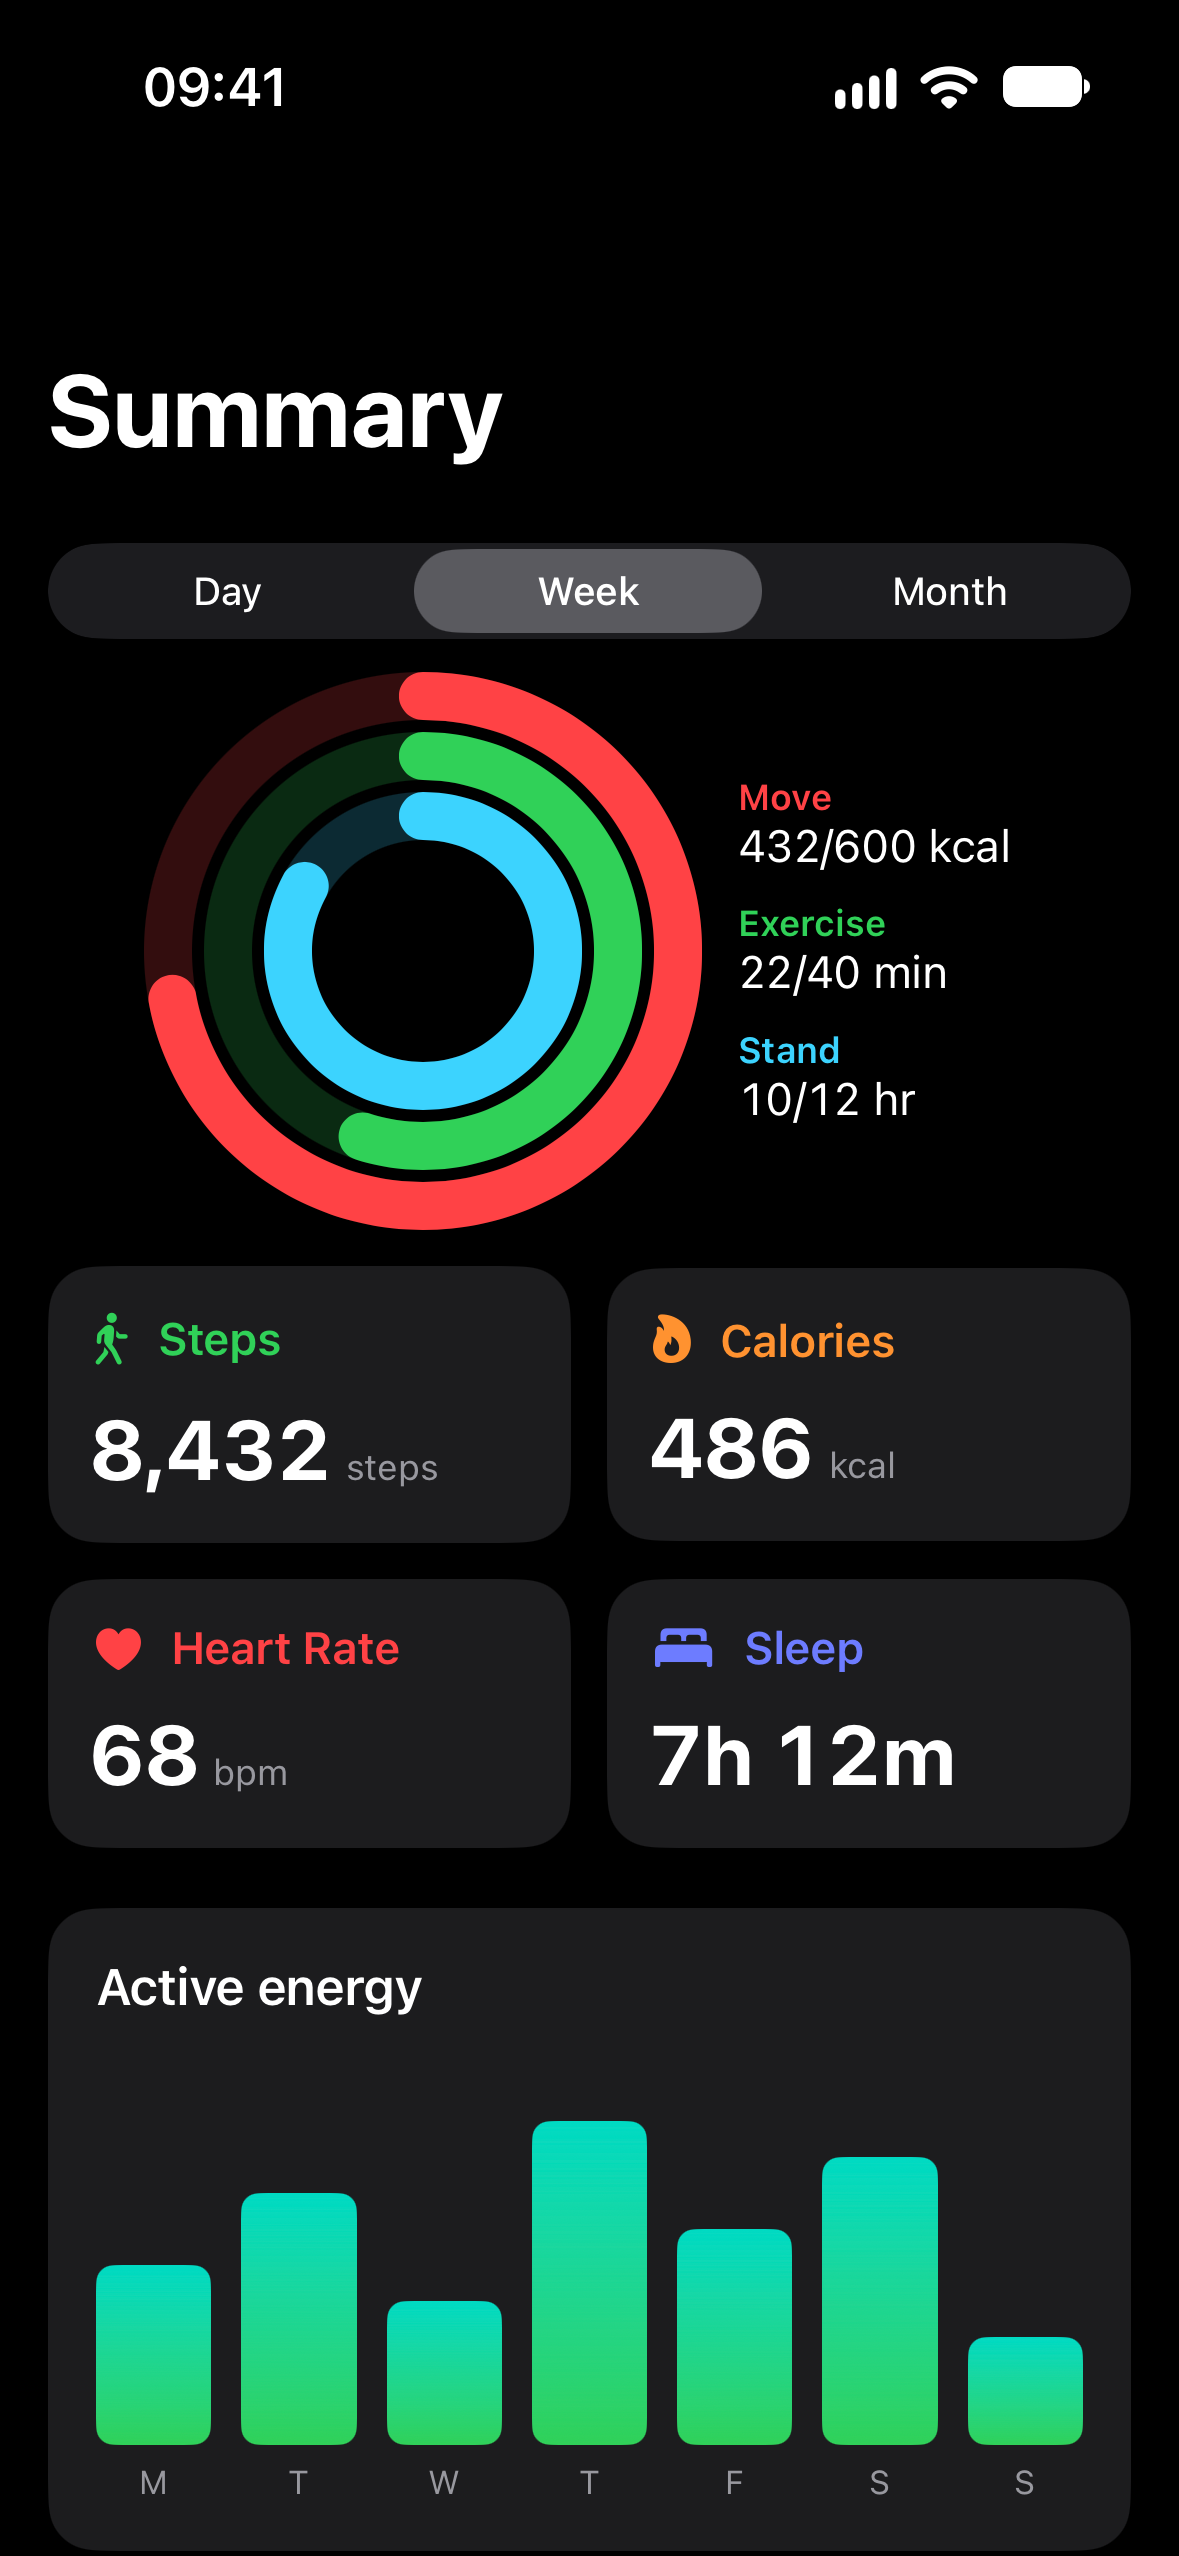 09:41
Summary
Day Week Month
Move
432/600 kcal
Exercise
22/40 min
Stand
10/12 hr
Steps
8,432 steps
Calories
486 kcal
Heart Rate
68 bpm
Sleep
7h 12m
Active energy
M T W T F S S